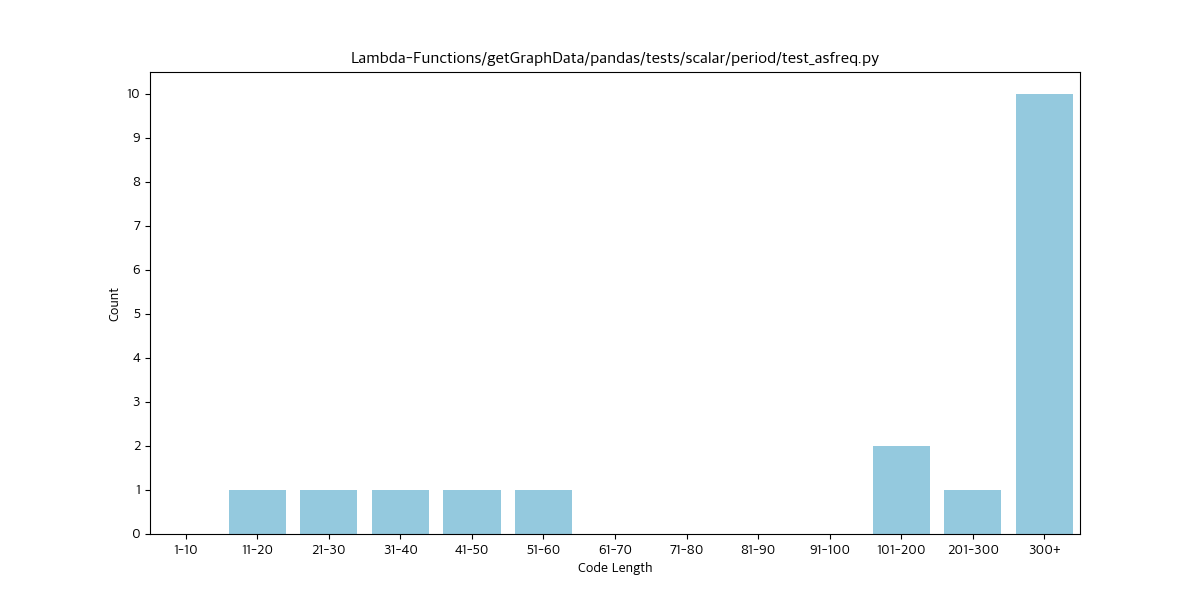 Lambda-Functions/getGraphData/pandas/tests/scalar/period/test_asfreq.py
10
9
8
7
6
5
4
3
2
1
0
Count
1-10 11-20 21-30 31-40 41-50 51-60 61-70 71-80 81-90 91-100 101-200 201-300 300+
Code Length